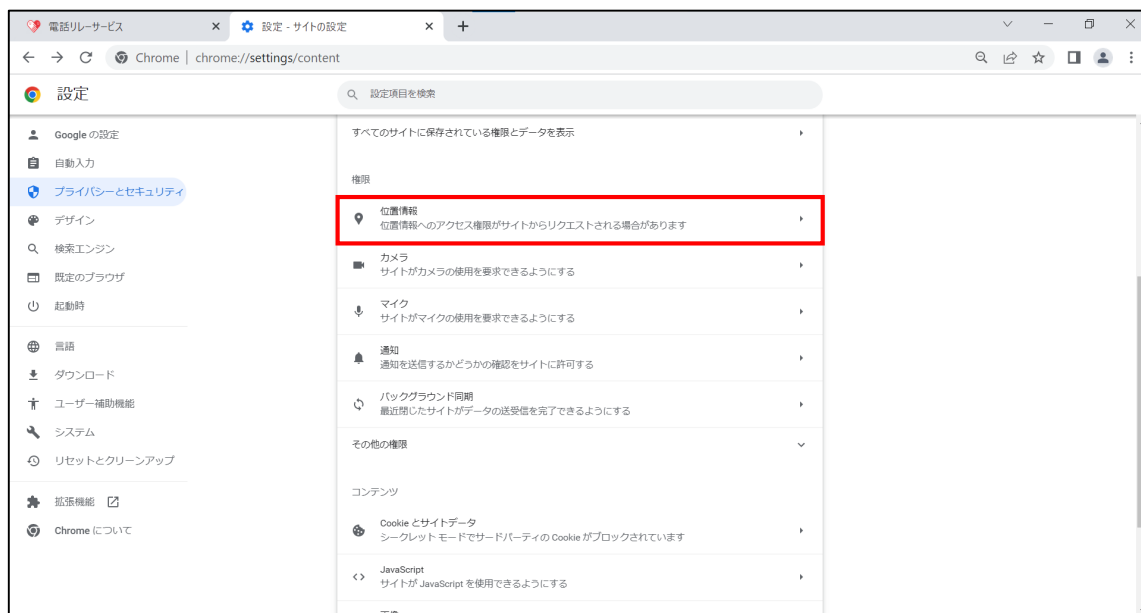 電話リレーサービス
設定 - サイトの設定
Chrome | chrome://settings/content
設定
設定項目を検索
Google の設定
自動入力
プライバシーとセキュリティ
デザイン
検索エンジン
既定のブラウザ
起動時
言語
ダウンロード
ユーザー補助機能
システム
リセットとクリーンアップ
拡張機能
Chrome について
すべてのサイトに保存されている権限とデータを表示
権限
位置情報
位置情報へのアクセス権限がサイトからリクエストされる場合があります
カメラ
サイトがカメラの使用を要求できるようにする
マイク
サイトがマイクの使用を要求できるようにする
通知
通知を送信するかどうかの確認をサイトに許可する
バックグラウンド同期
最近閉じたサイトがデータの送受信を完了できるようにする
その他の権限
コンテンツ
Cookie とサイトデータ
シークレット モードでサードパーティの Cookie がブロックされています
JavaScript
サイトが JavaScript を使用できるようにする